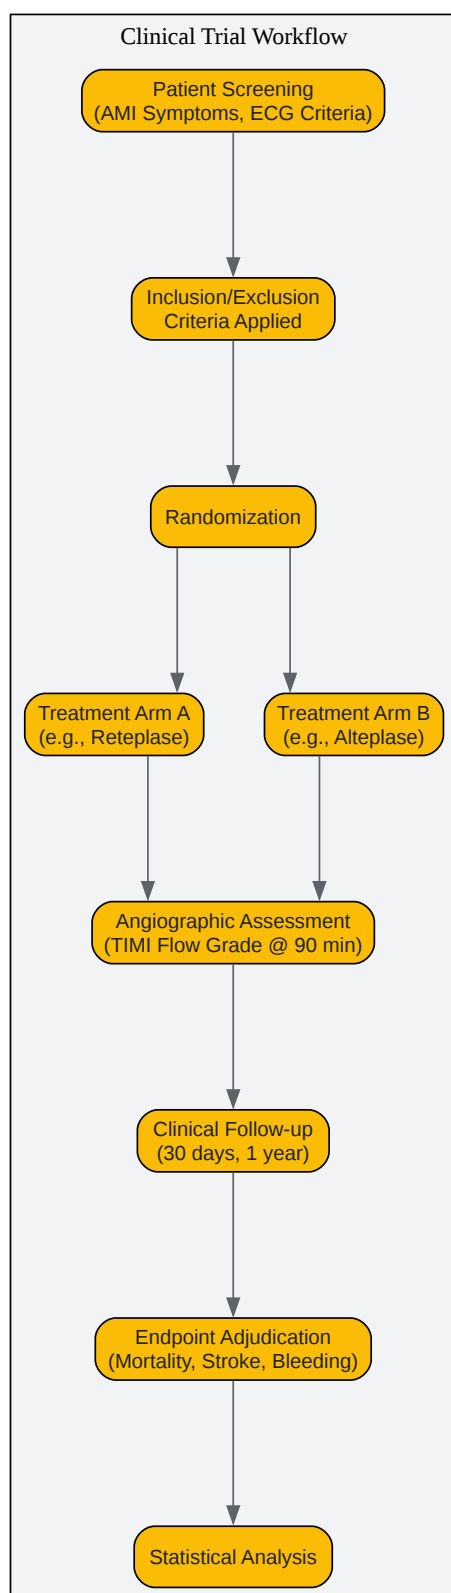 Clinical Trial Workflow
Patient Screening
(AMI Symptoms, ECG Criteria)
Inclusion/Exclusion
Criteria Applied
Randomization
Treatment Arm A
(e.g., Reteplase)
Treatment Arm B
(e.g., Alteplase)
Angiographic Assessment
(TIMI Flow Grade @ 90 min)
Clinical Follow-up
(30 days, 1 year)
Endpoint Adjudication
(Mortality, Stroke, Bleeding)
Statistical Analysis